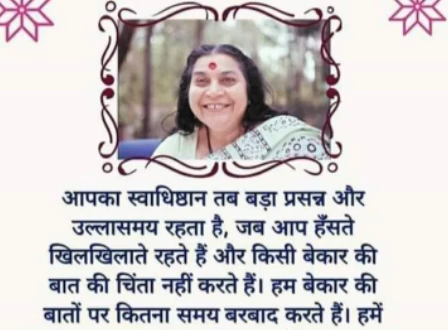 आपका स्वाधिष्ठान तब बड़ा प्रसन्न और
उल्लासमय रहता है, जब आप हँसते
खिलखिलाते रहते हैं और किसी बेकार की
बात की चिंता नहीं करते हैं। हम बेकार की
बातों पर कितना समय बरबाद करते हैं। हमें